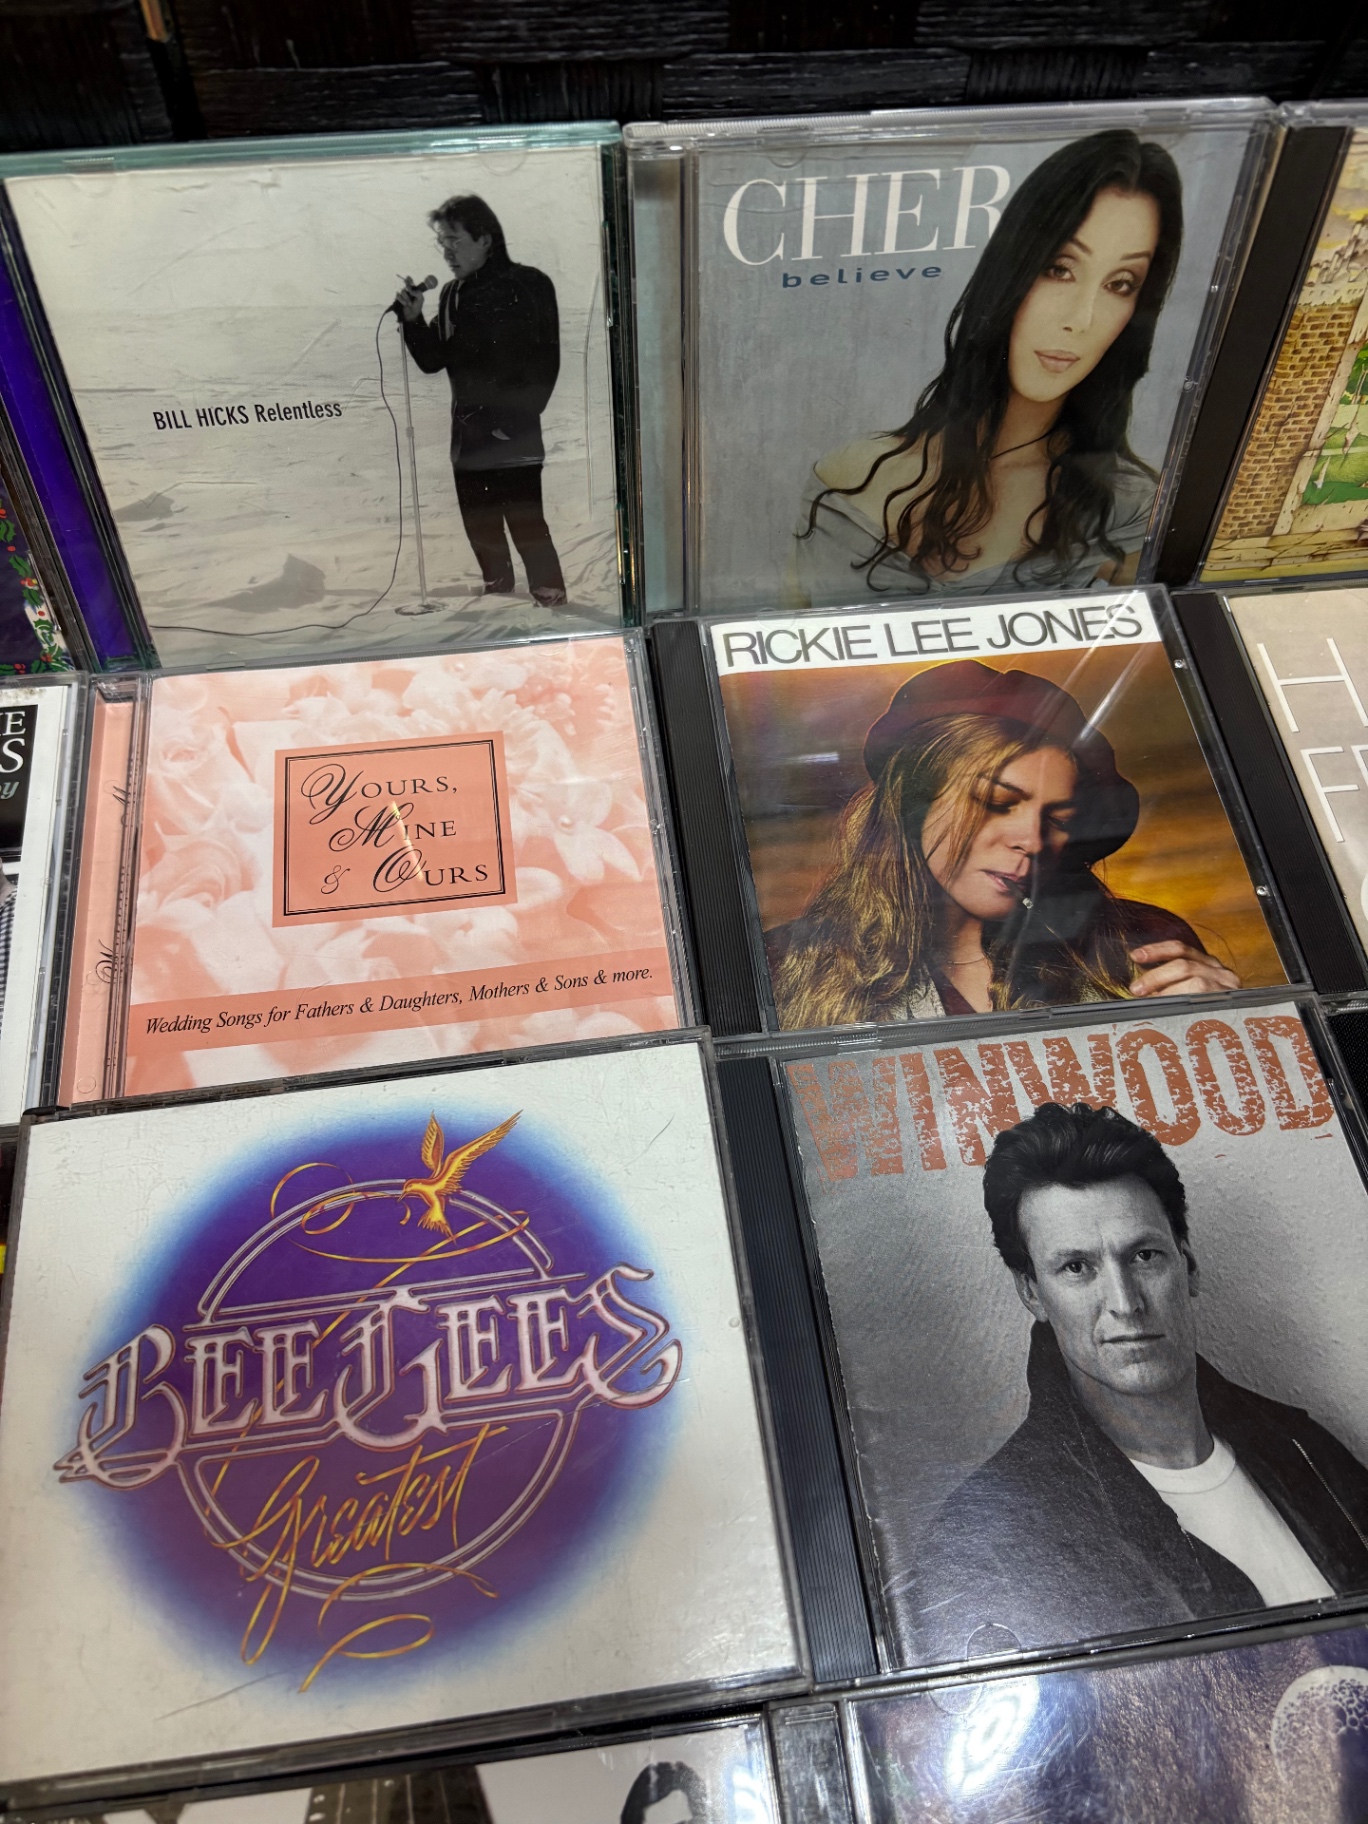 BILL HICKS Relentless
CHER
believe
YOURS,
MINE
& OURS
Wedding Songs for Fathers & Daughters, Mothers & Sons & more.
RICKIE LEE JONES
BEE GEES
Greatest
WINWOOD